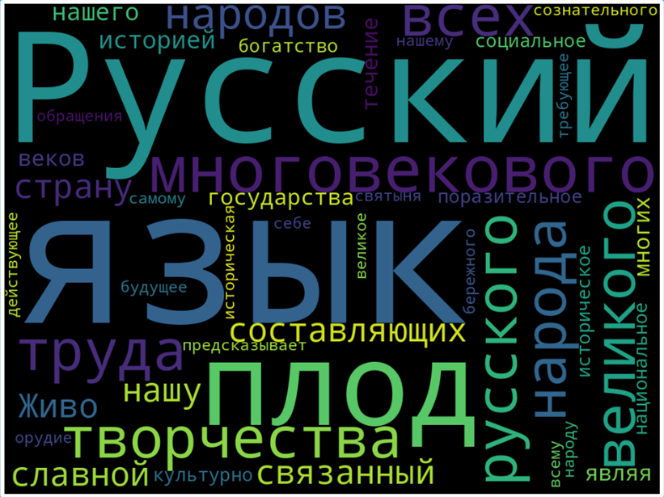 нашего
народов
всех
сознательного
историей
богатство
течение
нашему
социальное
требующее
Русский
обращения
веков
многовекового
страну
самому
государства
святыня
поразительное
действующее
язык
историческая
себе
великое
бережного
русского
народа
историческое
великого
многих
национальное
будущее
составляющих
труда
предсказывает
плод
Живо
нашу
орудие
творчества
славной
культурно
связанный
всему
народу
являя